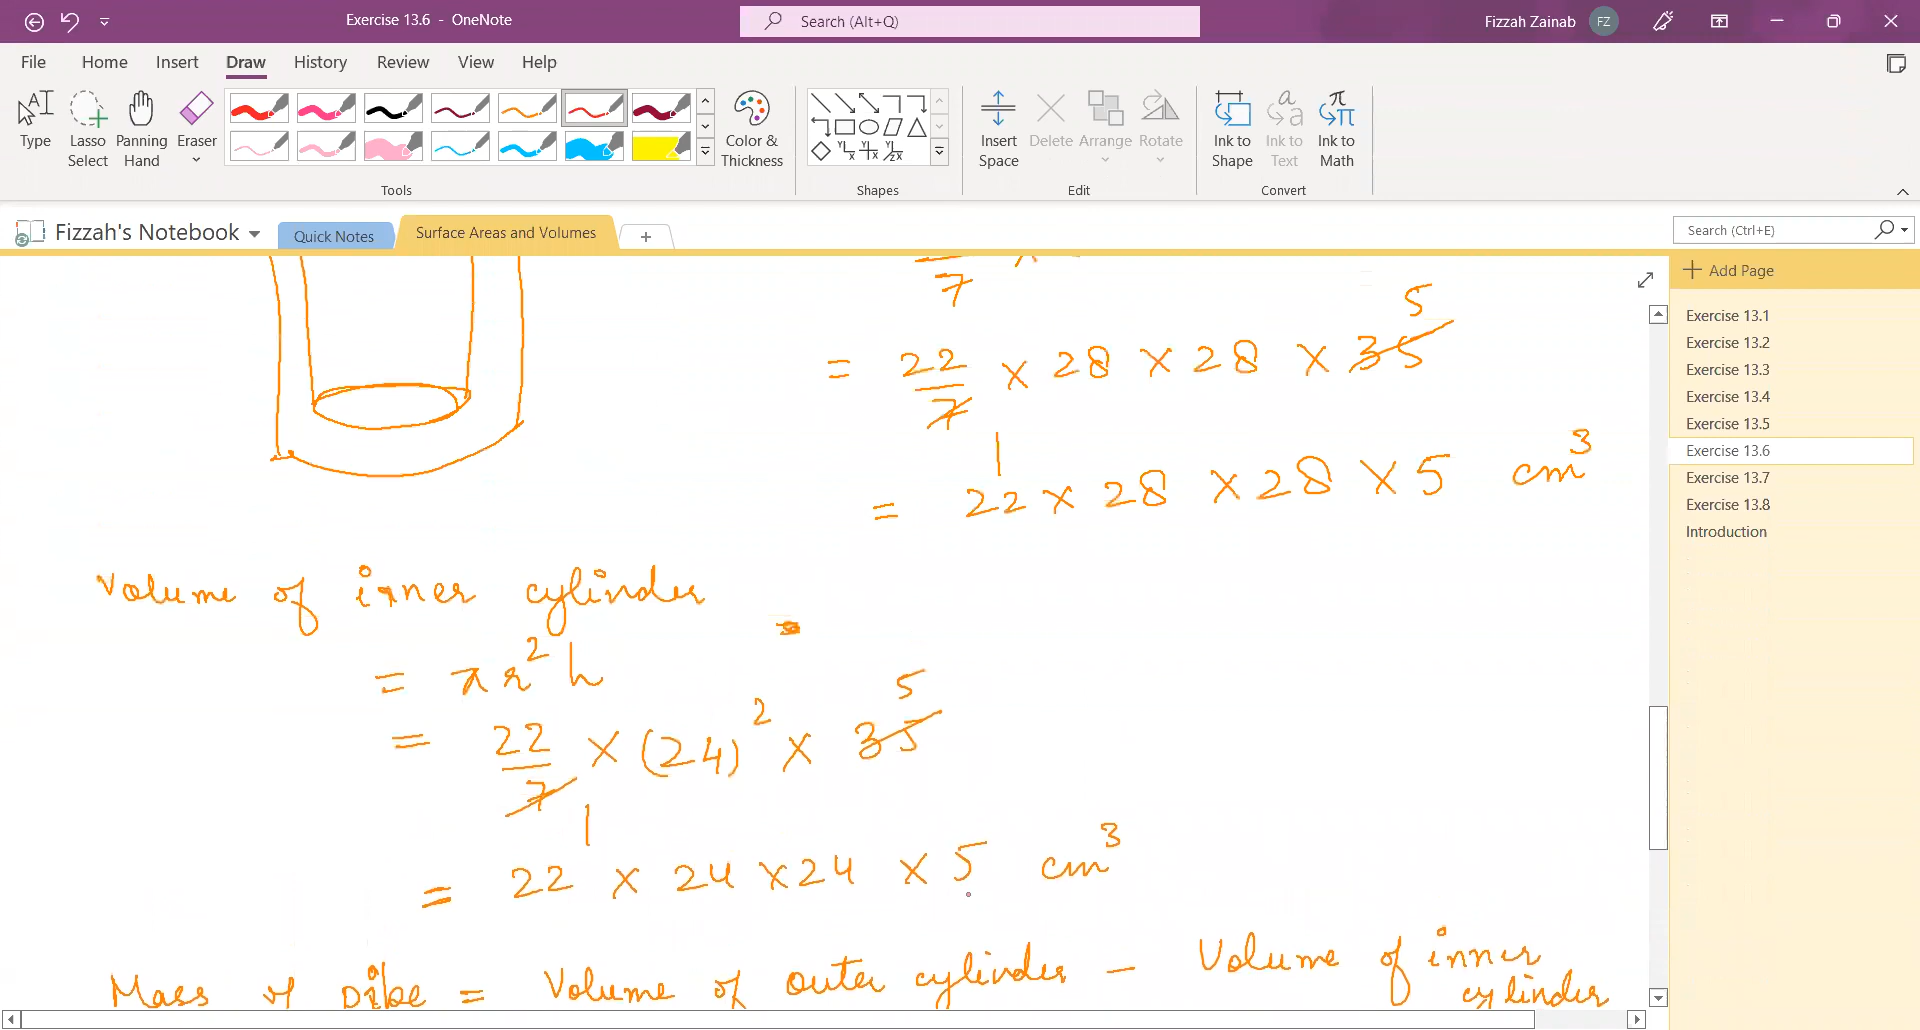 Exercise 13.6 - OneNote
Search (Alt+Q)
Fizzah Zainab
FZ
File Home Insert Draw History Review View Help
Type
Lasso Select
Panning Hand
Eraser
Color & Thickness
Insert Space
Delete
Arrange
Rotate
Ink to Shape
Ink to Text
Ink to Math
Tools
Shapes
Edit
Convert
Fizzah's Notebook
Quick Notes
Surface Areas and Volumes
Search (Ctrl+E)
Add Page
Exercise 13.1
Exercise 13.2
Exercise 13.3
Exercise 13.4
Exercise 13.5
Exercise 13.6
Exercise 13.7
Exercise 13.8
Introduction
7
5
= 22/7 × 28 × 28 × 35
1
= 22 × 28 × 28 × 5 cm³
Volume of inner cylinder
= πr²h
5
= 22/7 × (24)² × 35
1
= 22 × 24 × 24 × 5 cm³
Mass of pipe = Volume of outer cylinder - Volume of inner
cylinder